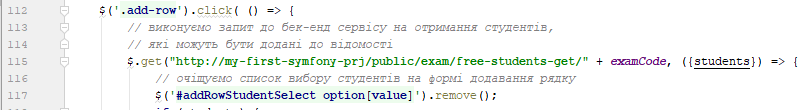 112 $('.add-row').click( () => {
113 // виконуємо запит до бек-енд сервісу на отримання студентів,
114 // які можуть бути додані до відомості
115 $.get("http://my-first-symfony-prj/public/exam/free-students-get/" + examCode, ({students}) => {
116 // очищуємо список вибору студентів на формі додавання рядку
117 $('#addRowStudentSelect option[value]').remove();